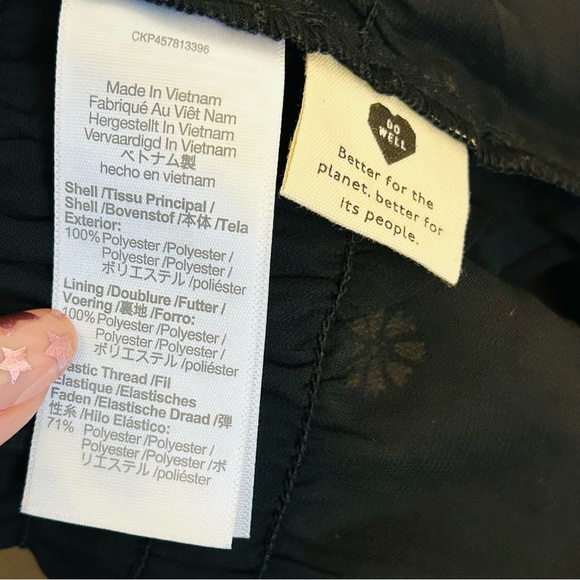 CKP457813396
Made In Vietnam
Fabriqué Au Viêt Nam
Hergestellt In Vietnam
Vervaardigd In Vietnam
ベトナム製
hecho en vietnam
Shell /Tissu Principal /
Shell /Bovenstof /本体 /Tela
Exterior:
100% Polyester /Polyester /
Polyester /Polyester /
ポリエステル /poliéster
Lining /Doublure /Futter /
Voering /裏地 /Forro:
100% Polyester /Polyester /
Polyester /Polyester /
ポリエステル /poliéster
lastic Thread /Fil
Elastique /Elastisches
Faden /Elastische Draad /弾
性糸 /Hilo Elástico:
71% Polyester /Polyester /
Polyester /Polyester /ポ
リエステル /poliéster
DO
WELL
Better for the
planet, better for
its people.